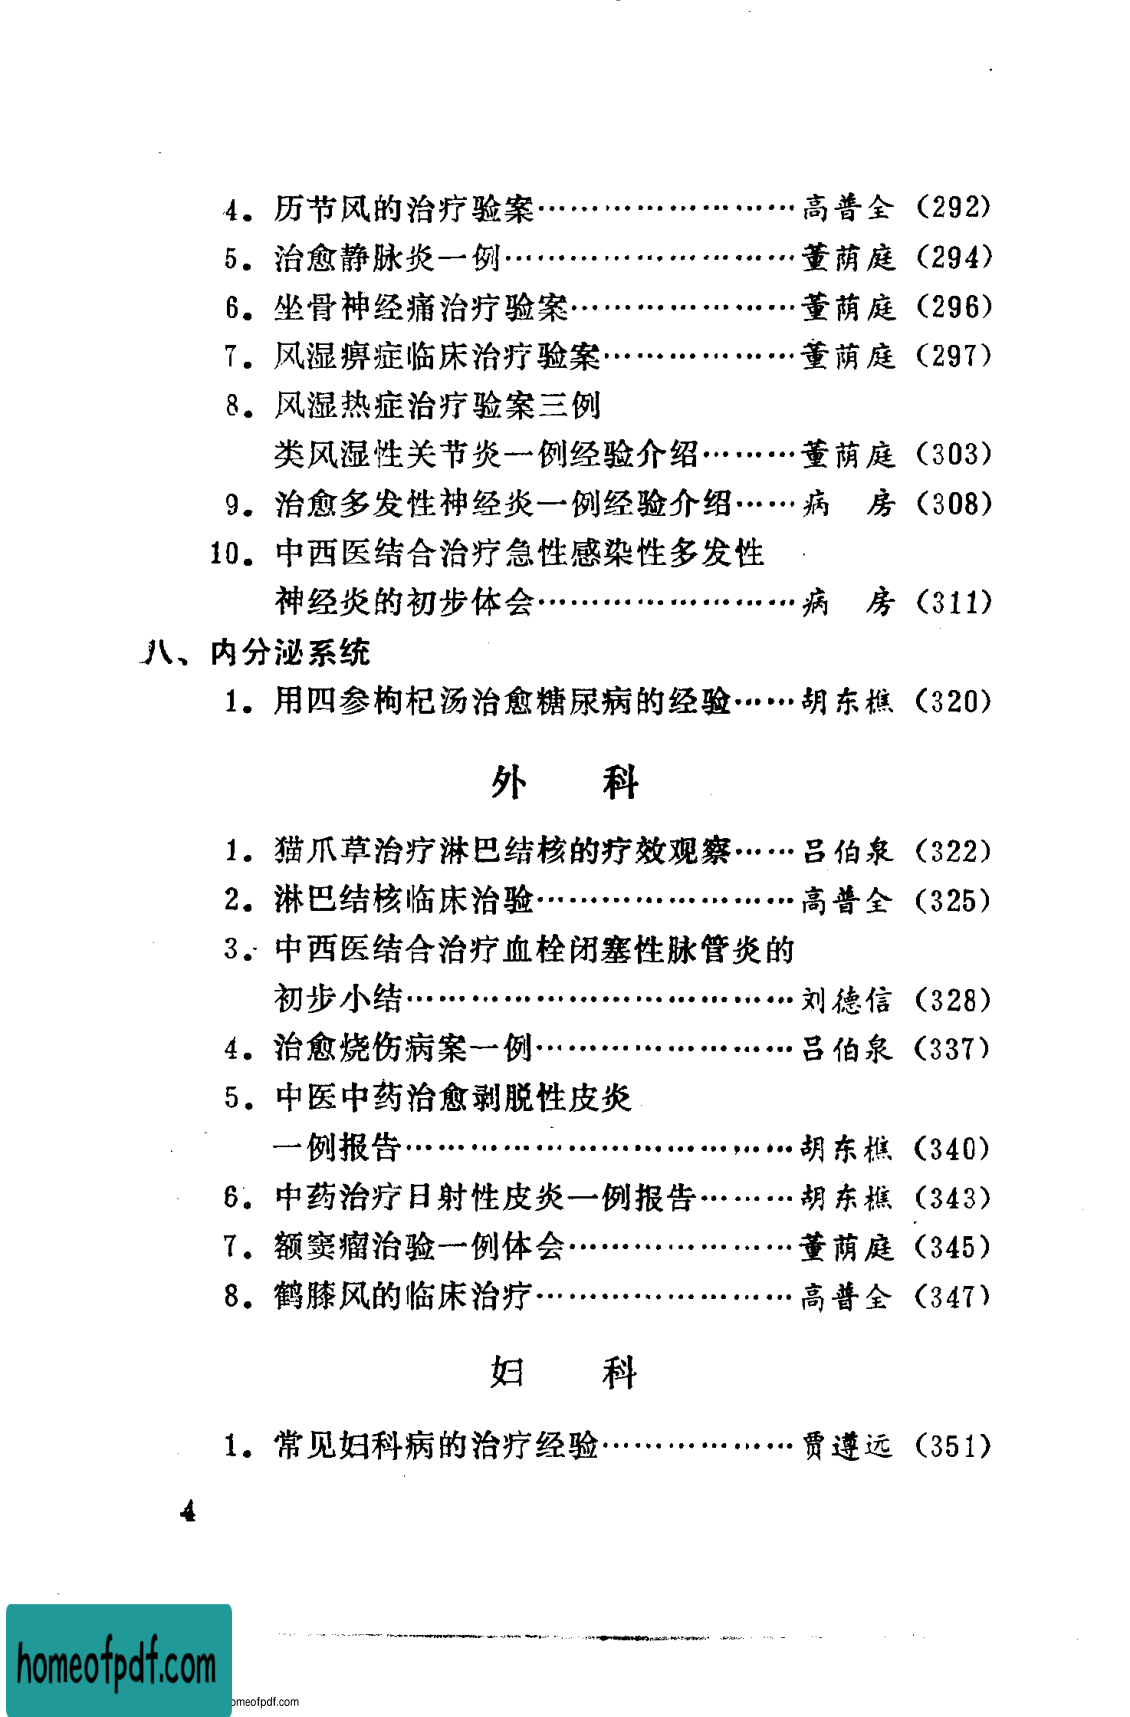 4. 历节风的治疗验案……………………高普全 (292)
5. 治愈静脉炎一例………………………董荫庭 (294)
6. 坐骨神经痛治疗验案…………………董荫庭 (296)
7. 风湿痹症临床治疗验案………………董荫庭 (297)
8. 风湿热症治疗验案三例
类风湿性关节炎一例经验介绍………董荫庭 (303)
9. 治愈多发性神经炎一例经验介绍……病 房 (308)
10. 中西医结合治疗急性感染性多发性
神经炎的初步体会……………………病 房 (311)
八、内分泌系统
1. 用四参枸杞汤治愈糖尿病的经验……胡东樵 (320)
外 科
1. 猫爪草治疗淋巴结核的疗效观察……吕伯泉 (322)
2. 淋巴结核临床治验……………………高普全 (325)
3. 中西医结合治疗血栓闭塞性脉管炎的
初步小结………………………………刘德信 (328)
4. 治愈烧伤病案一例……………………吕伯泉 (337)
5. 中医中药治愈剥脱性皮炎
一例报告………………………………胡东樵 (340)
6. 中药治疗日射性皮炎一例报告………胡东樵 (343)
7. 额窦瘤治验一例体会…………………董荫庭 (345)
8. 鹤膝风的临床治疗……………………高普全 (347)
妇 科
1. 常见妇科病的治疗经验………………贾遵远 (351)
4
homeofpdf.com
omeofpdf.com